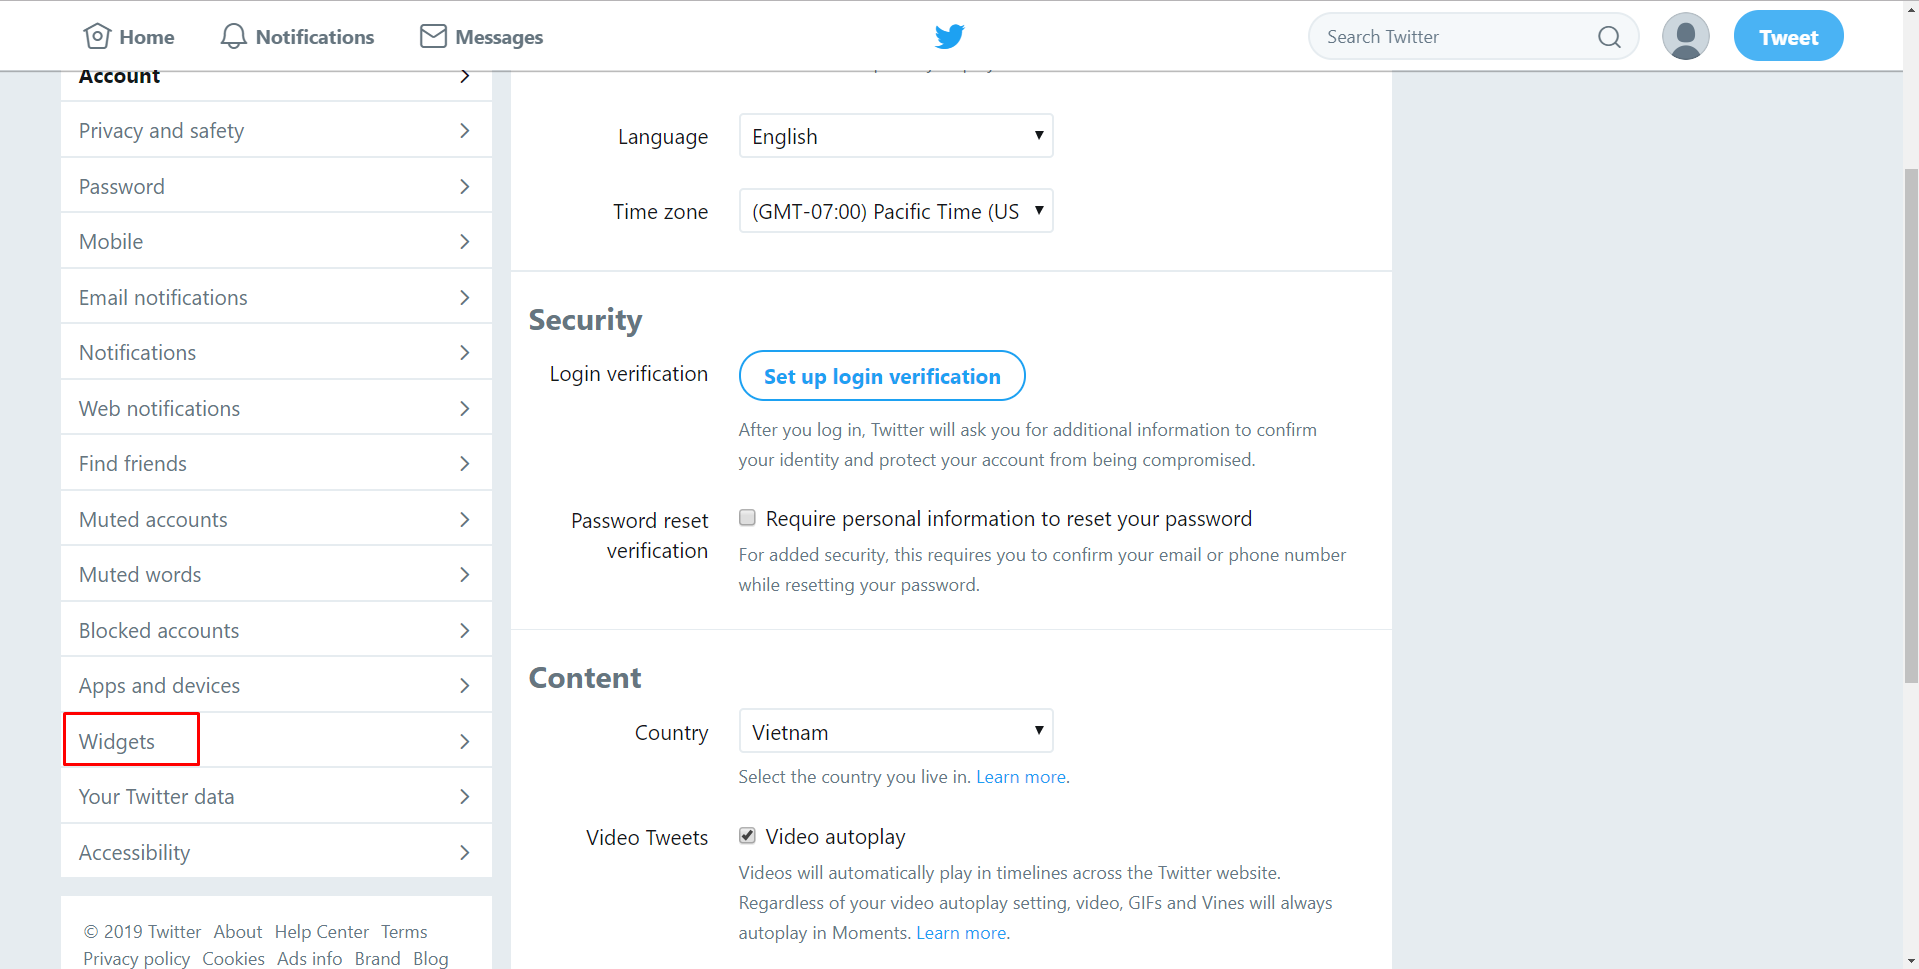 Home
Notifications
Messages
Search Twitter
Tweet
Account
Privacy and safety
Password
Mobile
Email notifications
Notifications
Web notifications
Find friends
Muted accounts
Muted words
Blocked accounts
Apps and devices
Widgets
Your Twitter data
Accessibility
© 2019 Twitter About Help Center Terms
Privacy policy Cookies Ads info Brand Blog
Language
English
Time zone
(GMT-07:00) Pacific Time (US
Security
Login verification
Set up login verification
After you log in, Twitter will ask you for additional information to confirm
your identity and protect your account from being compromised.
Password reset
verification
Require personal information to reset your password
For added security, this requires you to confirm your email or phone number
while resetting your password.
Content
Country
Vietnam
Select the country you live in. Learn more.
Video Tweets
Video autoplay
Videos will automatically play in timelines across the Twitter website.
Regardless of your video autoplay setting, video, GIFs and Vines will always
autoplay in Moments. Learn more.